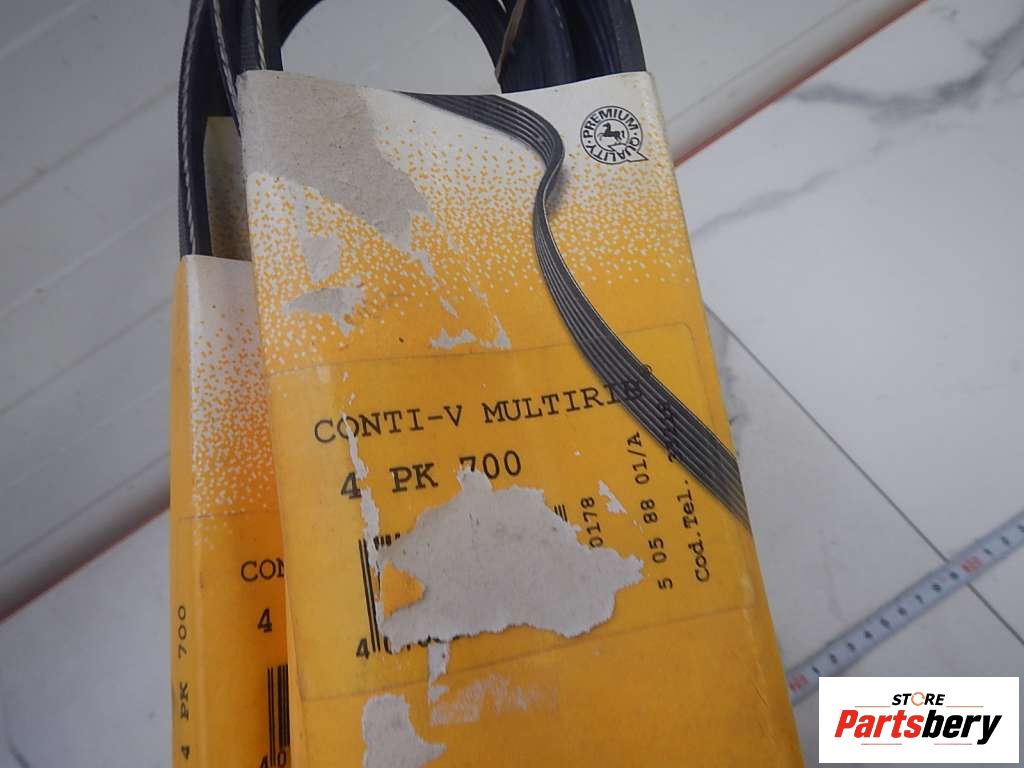 PREMIUM · QUALITY
CONTI-V MULTIRIB®
4 PK 700
0178
5 05 88 01/A
Cod.Tel.
4
CON
4
4 PK 700
STORE
Partsbery